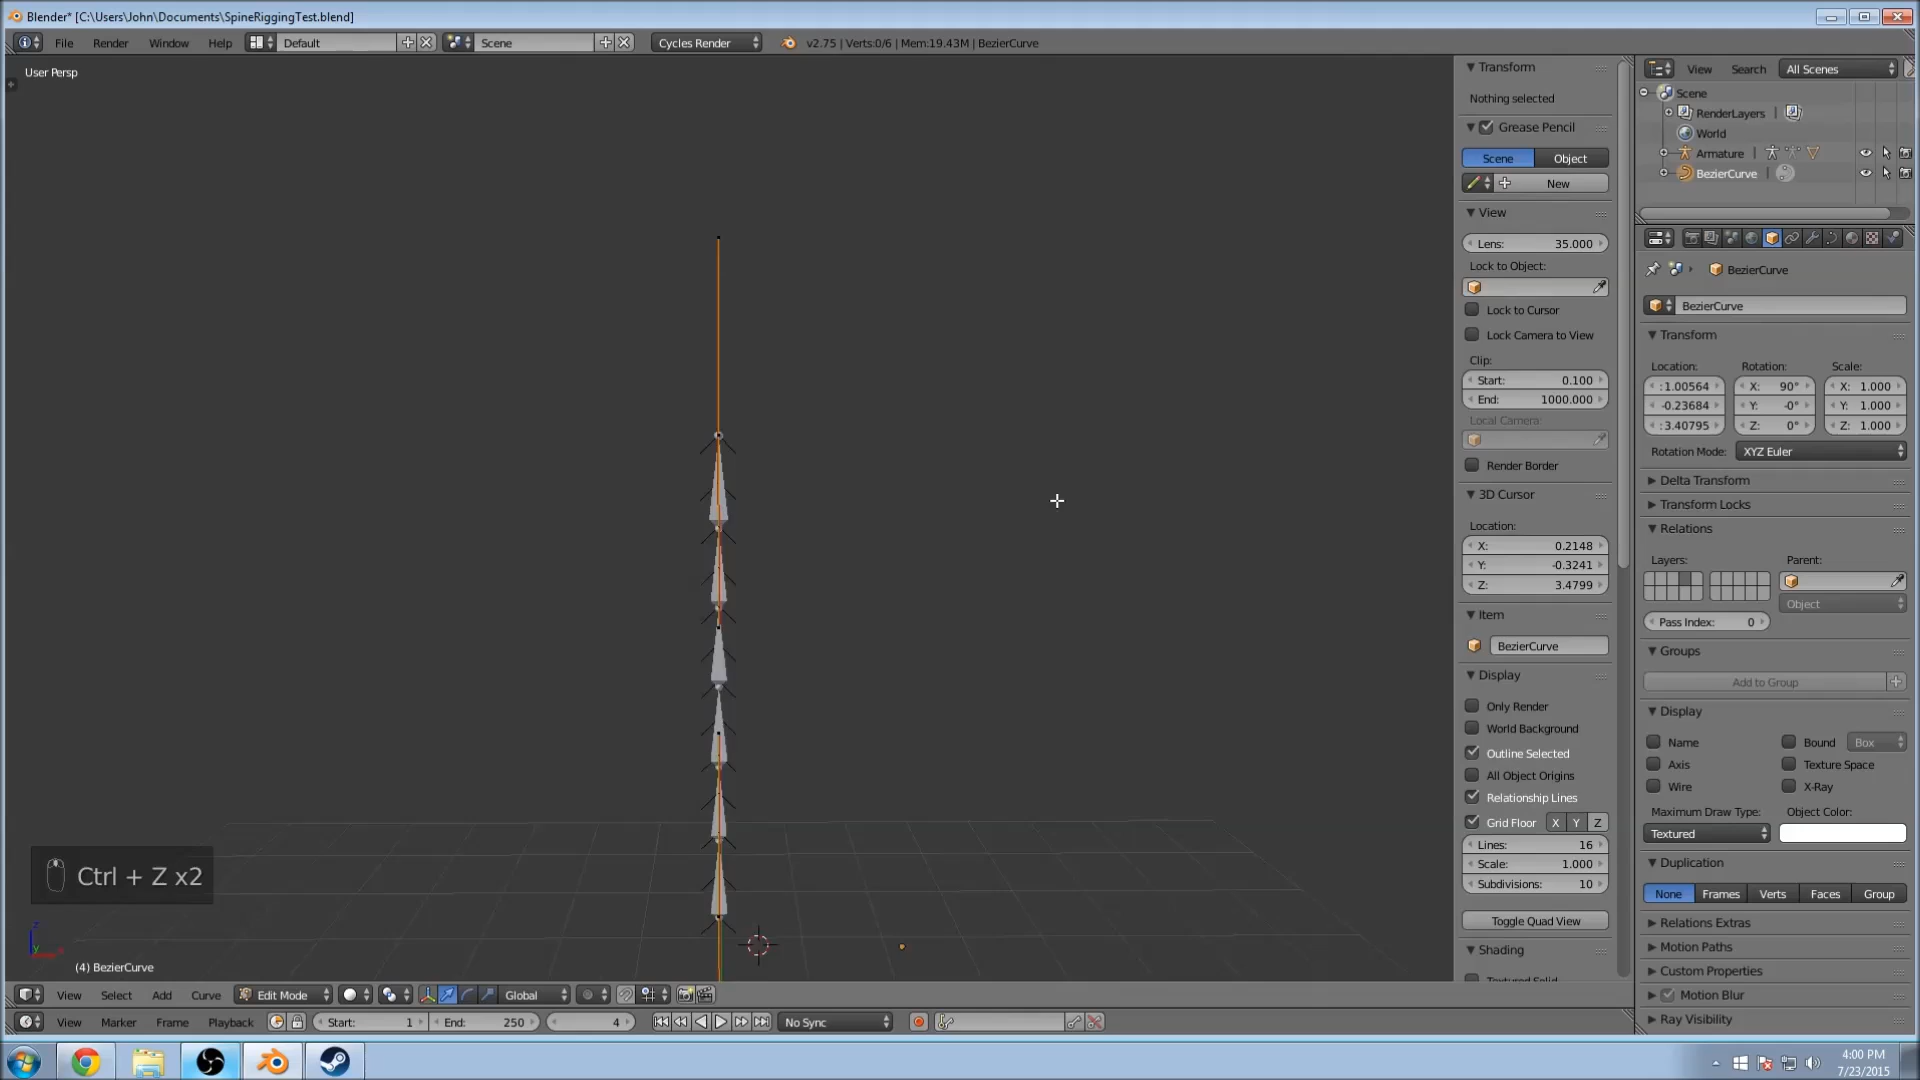 Blender* [C:\Users\John\Documents\SpineRiggingTest.blend]
File Render Window Help Default Scene Cycles Render v2.75 | Verts:0/6 | Mem:19.43M | BezierCurve
User Persp
Transform
Nothing selected
Grease Pencil
Scene Object
New
View
Lens: 35.000
Lock to Object:
Lock to Cursor
Lock Camera to View
Clip:
Start: 0.100
End: 1000.000
Local Camera:
Render Border
3D Cursor
Location:
X: 0.2148
Y: -0.3241
Z: 3.4799
Item
BezierCurve
Display
Only Render
World Background
Outline Selected
All Object Origins
Relationship Lines
Grid Floor X Y Z
Lines: 16
Scale: 1.000
Subdivisions: 10
Toggle Quad View
Shading
Textured Solid
View Search All Scenes
Scene
RenderLayers
World
Armature
BezierCurve
BezierCurve
BezierCurve
Transform
Location: Rotation: Scale:
:1.00564 X: 90° X: 1.000
-0.23684 Y: -0° Y: 1.000
:3.40795 Z: 0° Z: 1.000
Rotation Mode: XYZ Euler
Delta Transform
Transform Locks
Relations
Layers: Parent:
Object
Pass Index: 0
Groups
Add to Group
Display
Name Bound Box
Axis Texture Space
Wire X-Ray
Maximum Draw Type: Object Color:
Textured
Duplication
None Frames Verts Faces Group
Relations Extras
Motion Paths
Custom Properties
Motion Blur
Ray Visibility
Ctrl + Z x2
z
y
(4) BezierCurve
View Select Add Curve Edit Mode Global
View Marker Frame Playback Start: 1 End: 250 4 No Sync
4:00 PM
7/23/2015